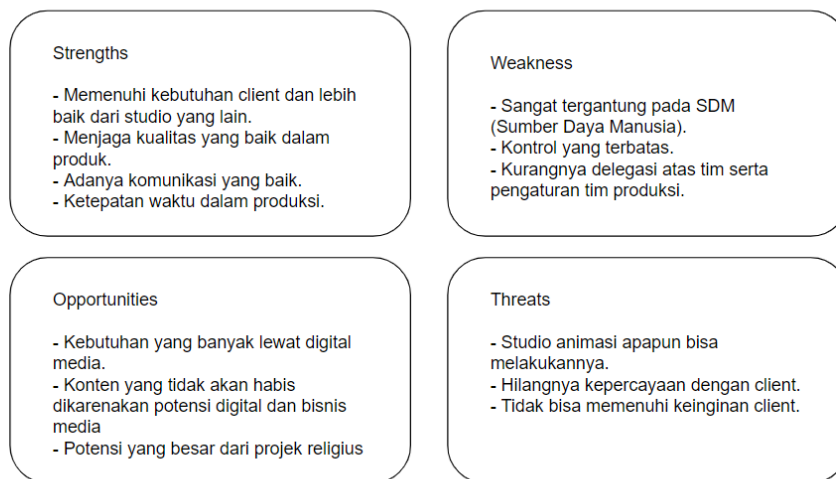 Strengths
- Memenuhi kebutuhan client dan lebih
baik dari studio yang lain.
- Menjaga kualitas yang baik dalam
produk.
- Adanya komunikasi yang baik.
- Ketepatan waktu dalam produksi.
Weakness
- Sangat tergantung pada SDM
(Sumber Daya Manusia).
- Kontrol yang terbatas.
- Kurangnya delegasi atas tim serta
pengaturan tim produksi.
Opportunities
- Kebutuhan yang banyak lewat digital
media.
- Konten yang tidak akan habis
dikarenakan potensi digital dan bisnis
media
- Potensi yang besar dari projek religius
Threats
- Studio animasi apapun bisa
melakukannya.
- Hilangnya kepercayaan dengan client.
- Tidak bisa memenuhi keinginan client.